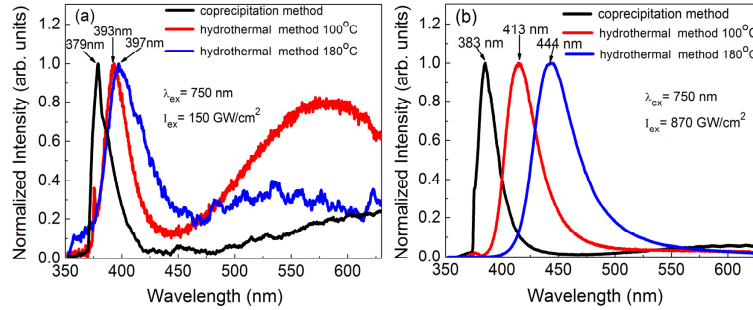 (a)
393nm
379nm
397nm
coprecipitation method
hydrothermal method 100°C
hydrothermal method 180°C
λex= 750 nm
Iex= 150 GW/cm2
Normalized Intensity (arb. units)
1.0
0.8
0.6
0.4
0.2
0.0
350 400 450 500 550 600
Wavelength (nm)
(b)
383 nm
413 nm
444 nm
coprecipitation method
hydrothermal method 100°C
hydrothermal method 180°C
λex= 750 nm
Iex= 870 GW/cm2
Normalized Intensity (arb. units)
1.0
0.8
0.6
0.4
0.2
0.0
350 400 450 500 550 600
Wavelength (nm)